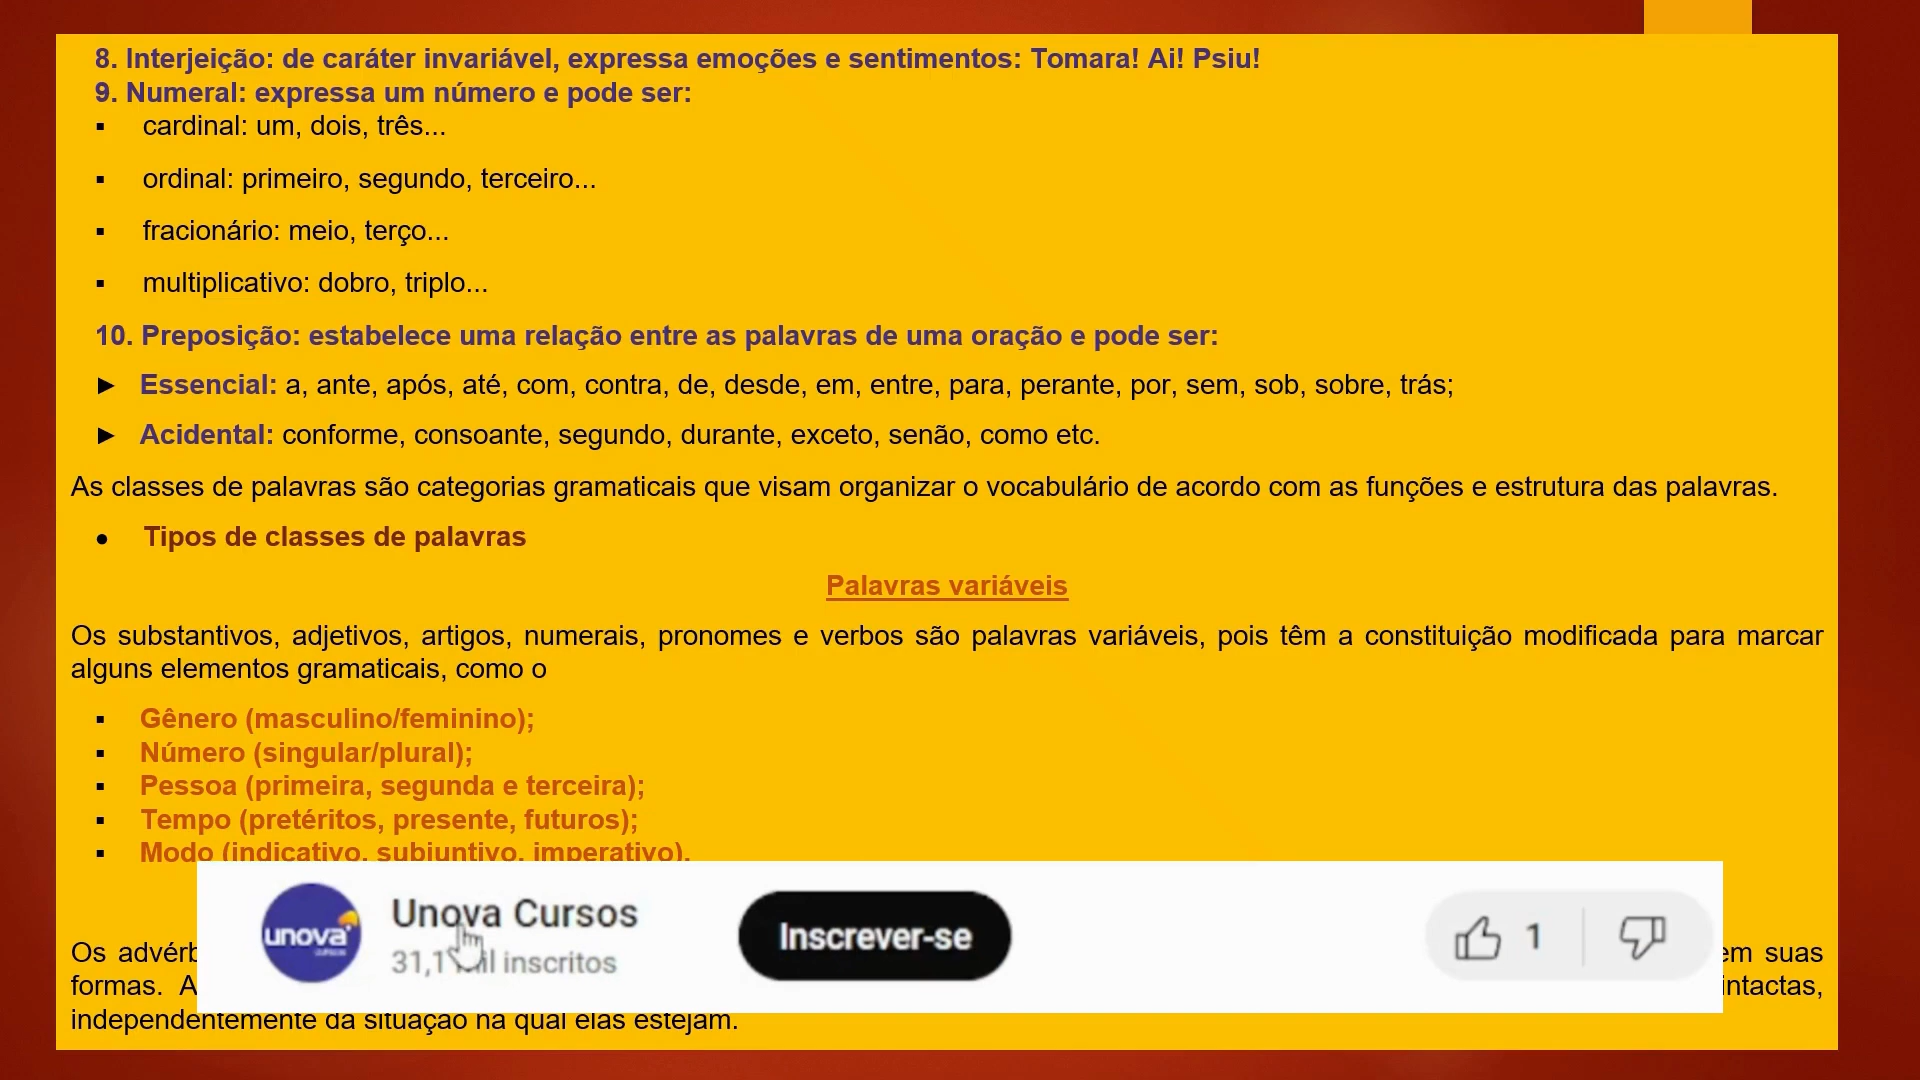 8. Interjeição: de caráter invariável, expressa emoções e sentimentos: Tomara! Ai! Psiu!
9. Numeral: expressa um número e pode ser:
▪ cardinal: um, dois, três...
▪ ordinal: primeiro, segundo, terceiro...
▪ fracionário: meio, terço...
▪ multiplicativo: dobro, triplo...
10. Preposição: estabelece uma relação entre as palavras de uma oração e pode ser:
► Essencial: a, ante, após, até, com, contra, de, desde, em, entre, para, perante, por, sem, sob, sobre, trás;
► Acidental: conforme, consoante, segundo, durante, exceto, senão, como etc.
As classes de palavras são categorias gramaticais que visam organizar o vocabulário de acordo com as funções e estrutura das palavras.
● Tipos de classes de palavras
Palavras variáveis
Os substantivos, adjetivos, artigos, numerais, pronomes e verbos são palavras variáveis, pois têm a constituição modificada para marcar
alguns elementos gramaticais, como o
▪ Gênero (masculino/feminino);
▪ Número (singular/plural);
▪ Pessoa (primeira, segunda e terceira);
▪ Tempo (pretéritos, presente, futuros);
▪ Modo (indicativo, subjuntivo, imperativo).
unova
Unova Cursos
31,1 mil inscritos
Inscrever-se
1
Os em suas
formas. A intactas,
independentemente da situação na qual elas estejam.